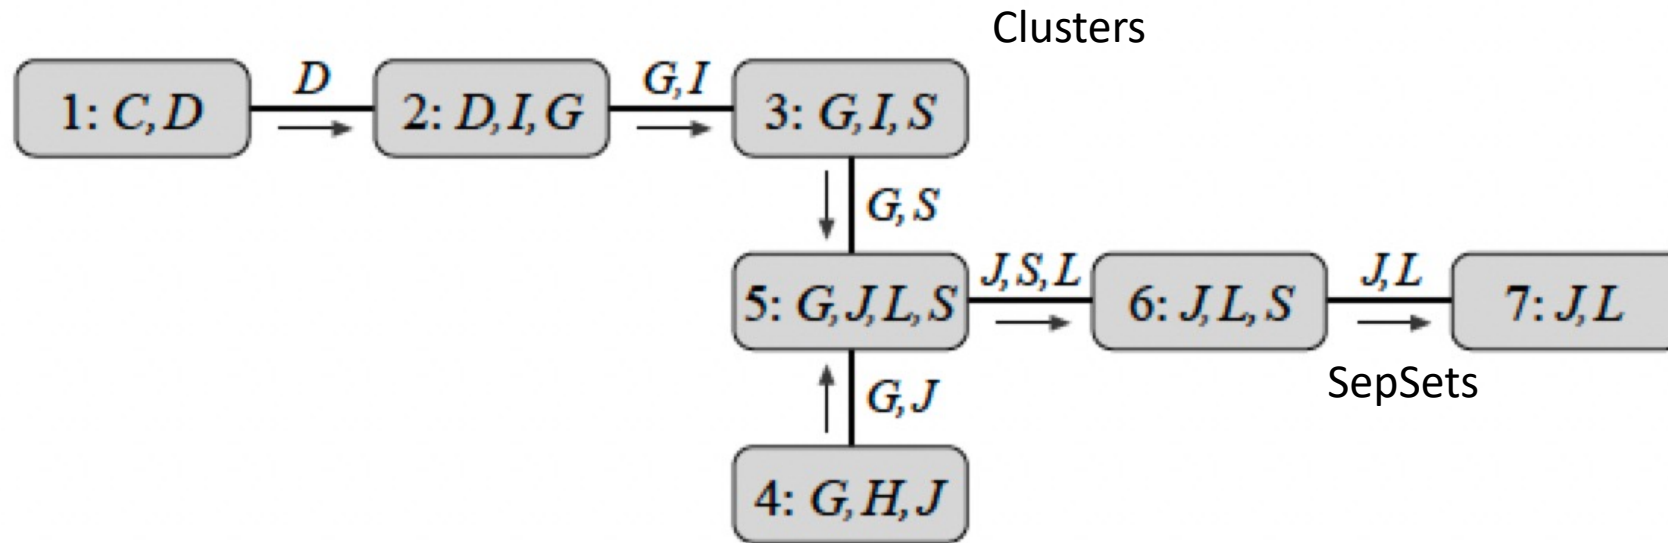 Clusters
D
G,I
1: C,D
2: D,I,G
3: G,I,S
G,S
J,S,L
J,L
5: G,J,L,S
6: J,L,S
7: J,L
SepSets
G,J
4: G,H,J